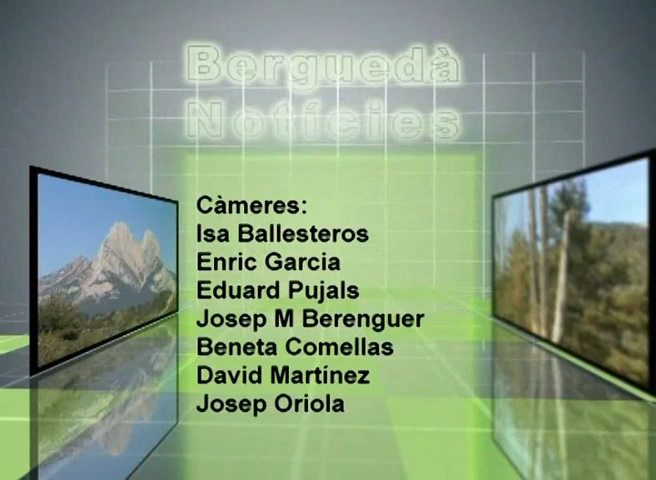 Berguedà
Notícies
Càmeres:
Isa Ballesteros
Enric Garcia
Eduard Pujals
Josep M Berenguer
Beneta Comellas
David Martínez
Josep Oriola